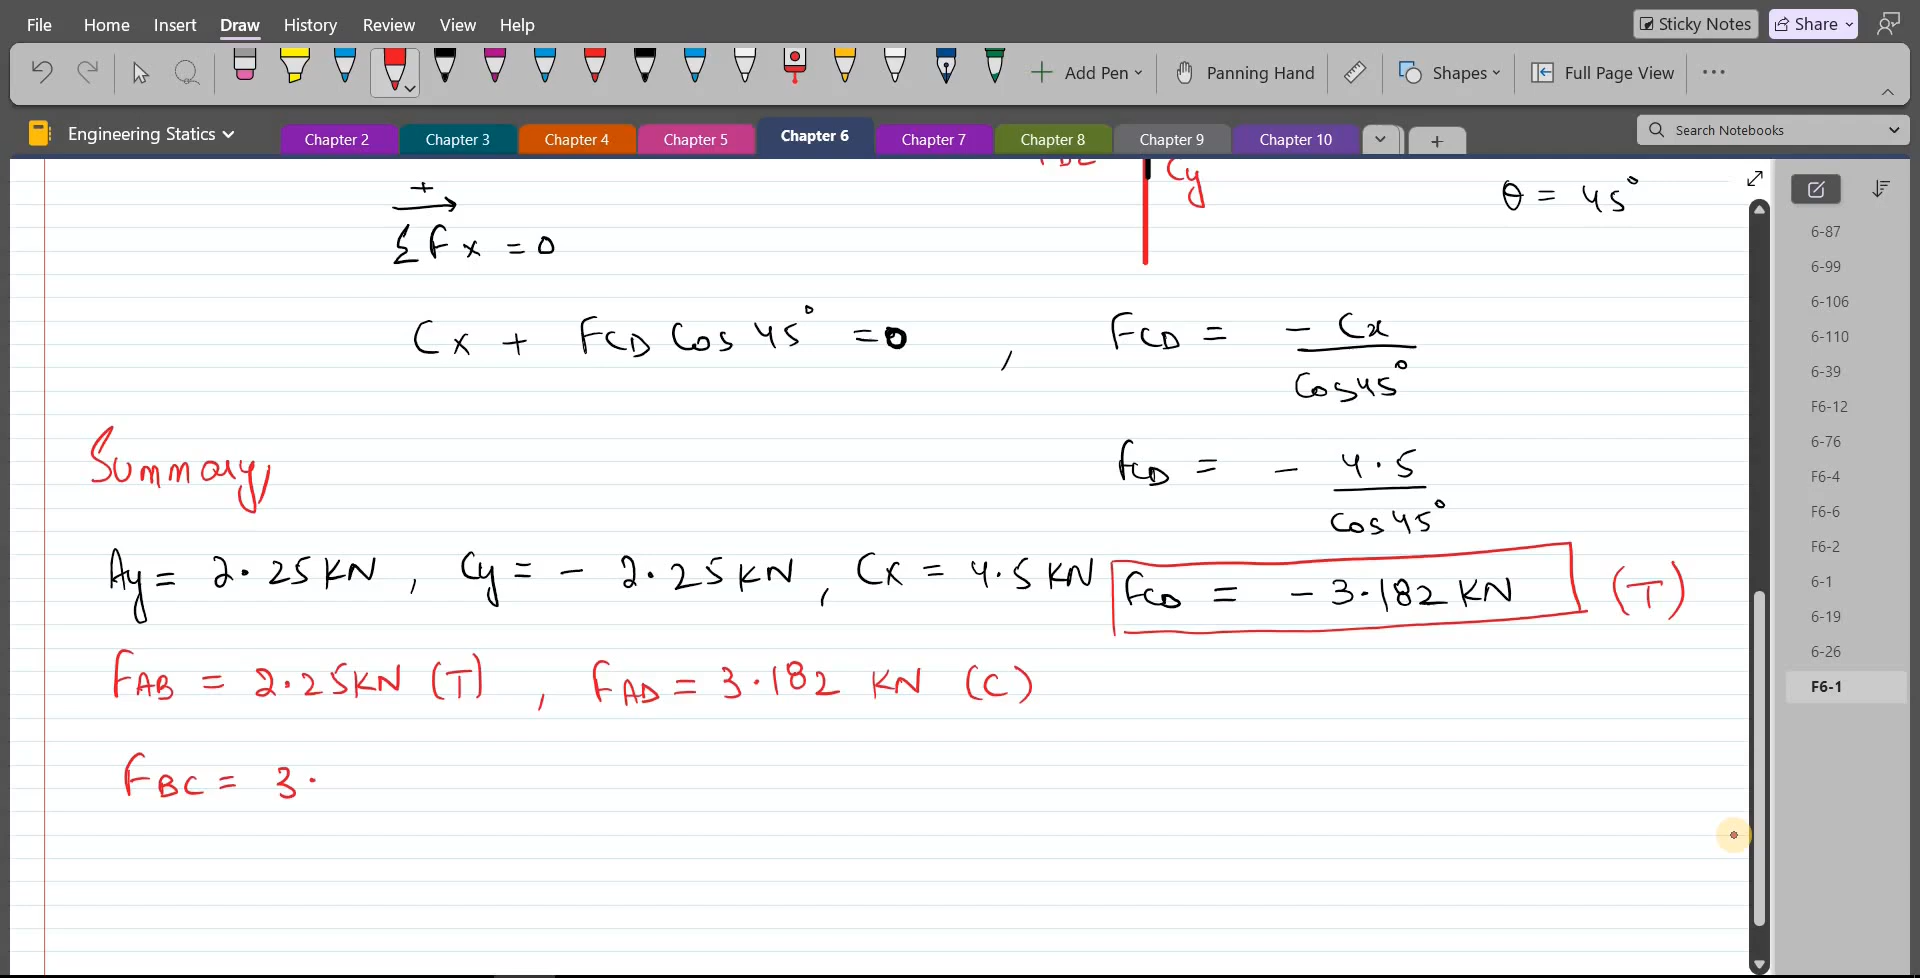 File Home Insert Draw History Review View Help
Sticky Notes Share
Add Pen Panning Hand Shapes Full Page View
Engineering Statics Chapter 2 Chapter 3 Chapter 4 Chapter 5 Chapter 6 Chapter 7 Chapter 8 Chapter 9 Chapter 10
Search Notebooks
Cy
θ = 45°
+
ΣFx = 0
Cx + FCD Cos 45° = 0 , FCD = - Cx / Cos45°
Summary,
FCD = - 4.5 / cos45°
Ay = 2.25 KN , Cy = - 2.25 KN , Cx = 4.5 KN
FCD = - 3.182 KN (T)
FAB = 2.25KN (T) , FAD = 3.182 KN (C)
FBC = 3.
6-87
6-99
6-106
6-110
6-39
F6-12
6-76
F6-4
F6-6
F6-2
6-1
6-19
6-26
F6-1